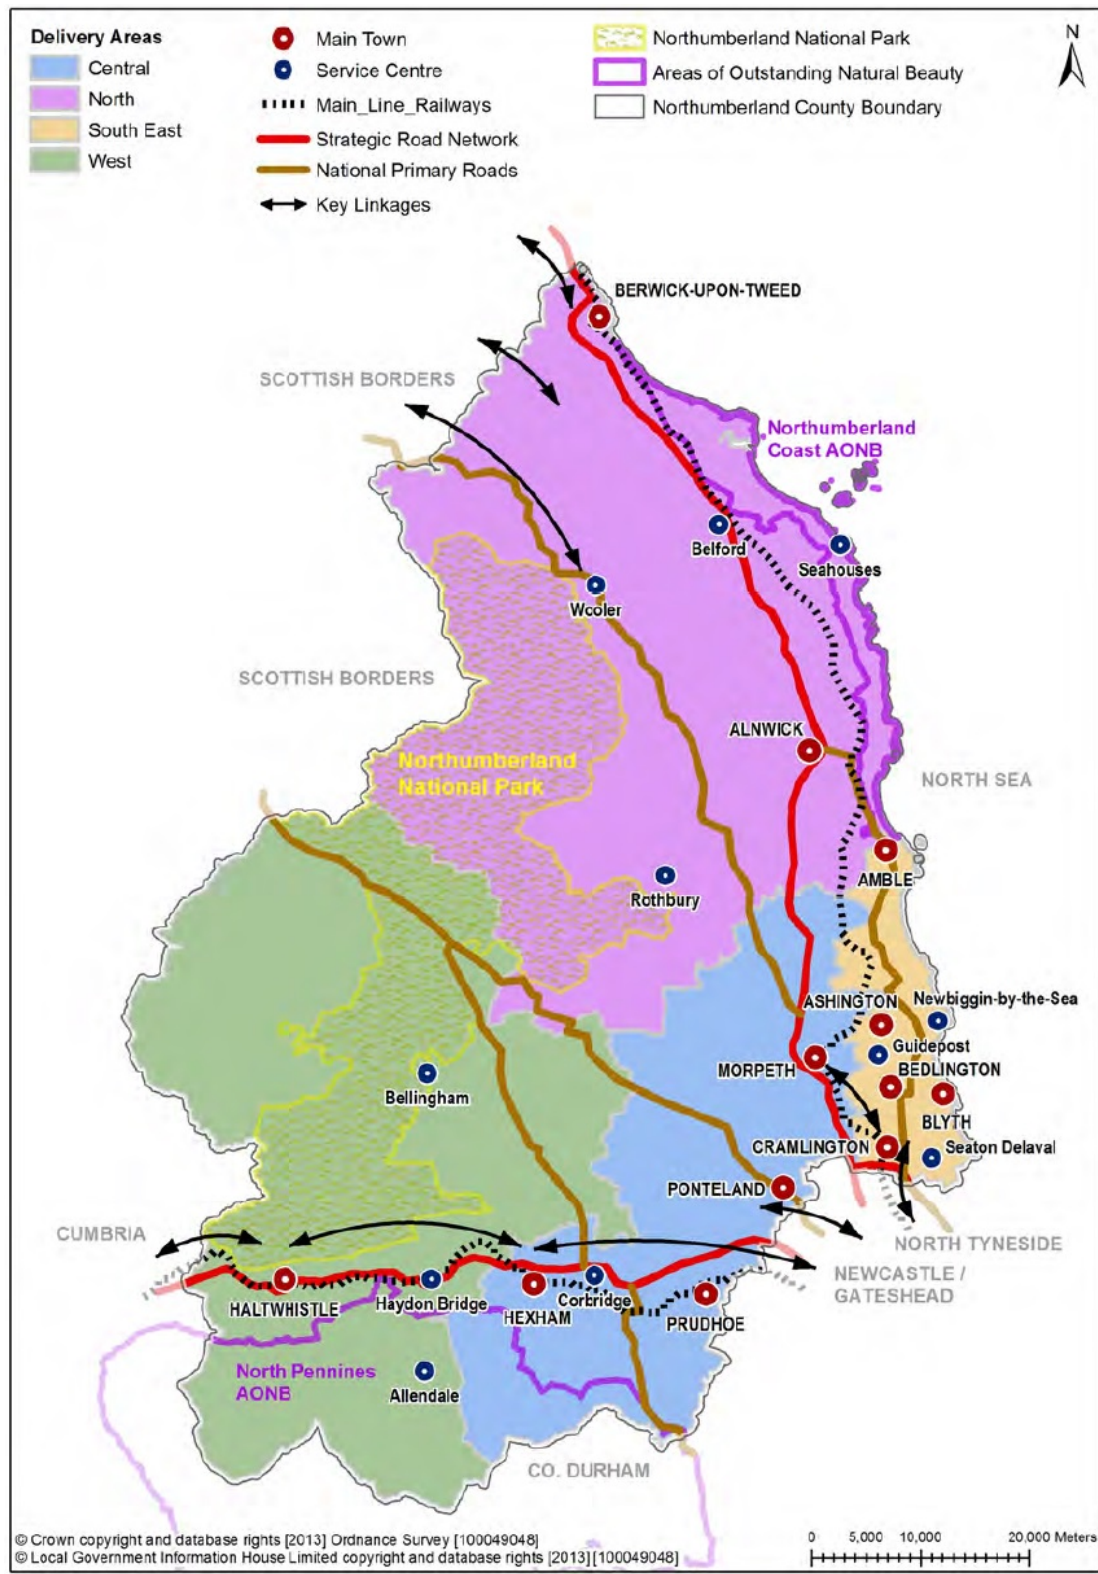 Delivery Areas
Central
North
South East
West
Main Town
Service Centre
Main_Line_Railways
Strategic Road Network
National Primary Roads
Key Linkages
Northumberland National Park
Areas of Outstanding Natural Beauty
Northumberland County Boundary
N
BERWICK-UPON-TWEED
SCOTTISH BORDERS
Northumberland
Coast AONB
Belford
Seahouses
Wooler
SCOTTISH BORDERS
ALNWICK
Northumberland
National Park
NORTH SEA
AMBLE
Rothbury
ASHINGTON
Newbiggin-by-the-Sea
Guidepost
MORPETH
BEDLINGTON
Bellingham
BLYTH
CRAMLINGTON
Seaton Delaval
PONTELAND
CUMBRIA
NORTH TYNESIDE
NEWCASTLE /
GATESHEAD
HALTWHISTLE
Haydon Bridge
HEXHAM
Corbridge
PRUDHOE
North Pennines
AONB
Allendale
CO. DURHAM
© Crown copyright and database rights [2013] Ordnance Survey [100049048]
© Local Government Information House Limited copyright and database rights [2013] [100049048]
0 5,000 10,000 20,000 Meters